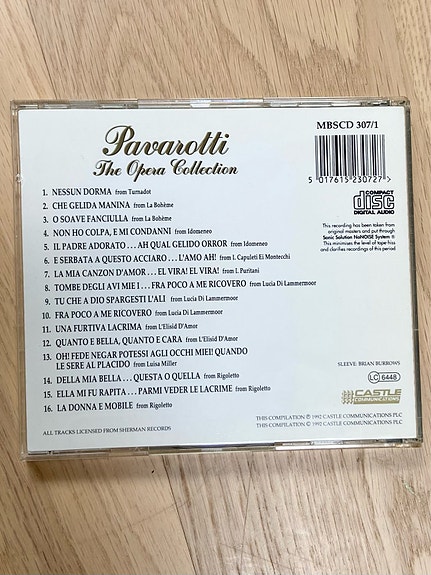 Pavarotti
The Opera Collection
MBSCD 307/1
5 017615 230727
COMPACT
disc
DIGITAL AUDIO
This recording has been taken from
original masters and put through
Sonic Solution NoNOISE System ®
This minimises the level of tape hiss
and clarifies recordings of this period
1. NESSUN DORMA from Turnadot
2. CHE GELIDA MANINA from La Bohème
3. O SOAVE FANCIULLA from La Bohème
4. NON HO COLPA, E MI CONDANNI from Idomeneo
5. IL PADRE ADORATO . . . AH QUAL GELIDO ORROR from Idomeneo
6. E SERBATA A QUESTO ACCIARO . . . L'AMO AH! from I. Capuleti Ei Montecchi
7. LA MIA CANZON D'AMOR . . . EL VIRA! EL VIRA! from I. Puritani
8. TOMBE DEGLI AVI MIE I . . . FRA POCO A ME RICOVERO from Lucia Di Lammermoor
9. TU CHE A DIO SPARGESTI L'ALI from Lucia Di Lammermoor
10. FRA POCO A ME RICOVERO from Lucia Di Lammermoor
11. UNA FURTIVA LACRIMA from L'Elisid D'Amor
12. QUANTO E BELLA, QUANTO E CARA from L'Elisid D'Amor
13. OH! FEDE NEGAR POTESSI AGLI OCCHI MIEI! QUANDO
LE SERE AL PLACIDO from Luisa Miller
14. DELLA MIA BELLA . . . QUESTA O QUELLA from Rigoletto
15. ELLA MI FU RAPITA . . . PARMI VEDER LE LACRIME from Rigoletto
16. LA DONNA E MOBILE from Rigoletto
SLEEVE: BRIAN BURROWS
LC 6448
CASTLE
COMMUNICATIONS
THIS COMPILATION ℗ 1992 CASTLE COMMUNICATIONS PLC
THIS COMPILATION © 1992 CASTLE COMMUNICATIONS PLC
ALL TRACKS LICENSED FROM SHERMAN RECORDS